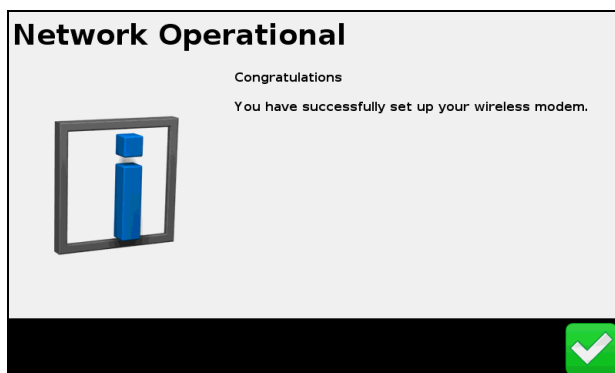 Network Operational
Congratulations
You have successfully set up your wireless modem.